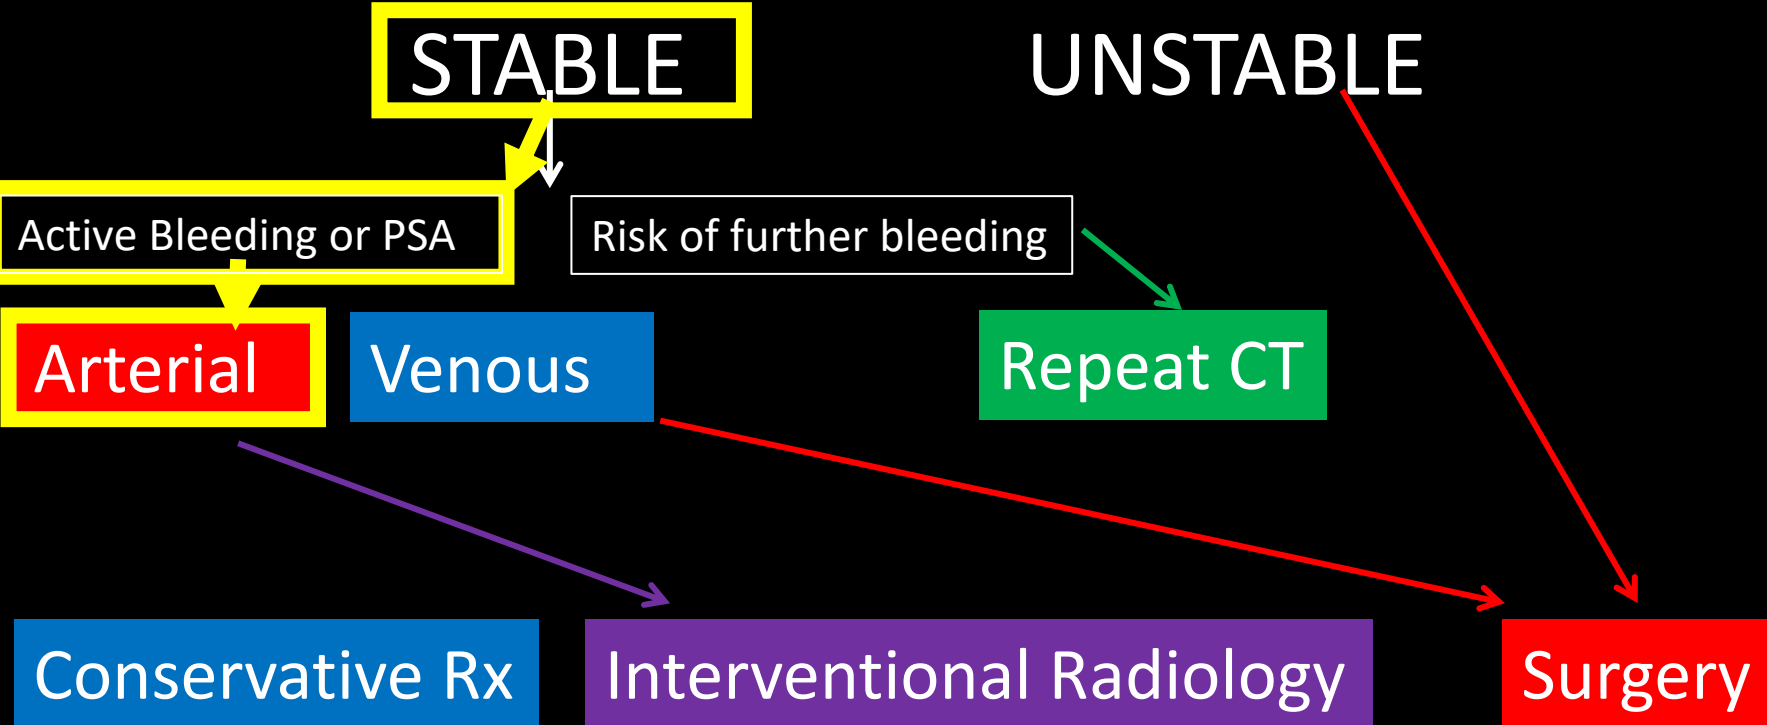 STABLE
UNSTABLE
Active Bleeding or PSA
Risk of further bleeding
Arterial
Venous
Repeat CT
Conservative Rx
Interventional Radiology
Surgery